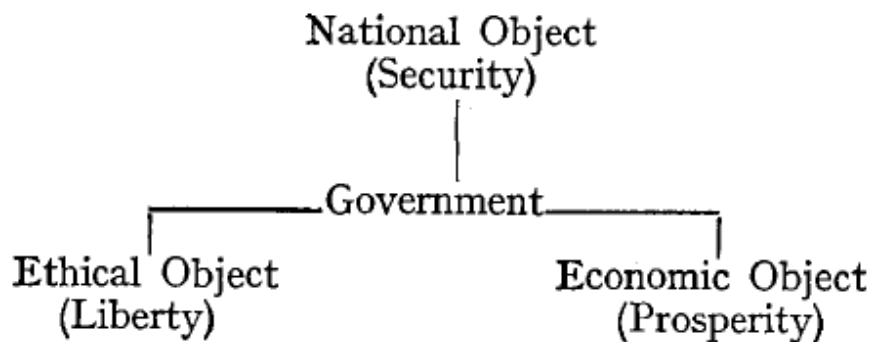 National Object
(Security)
Government
Ethical Object
(Liberty)
Economic Object
(Prosperity)